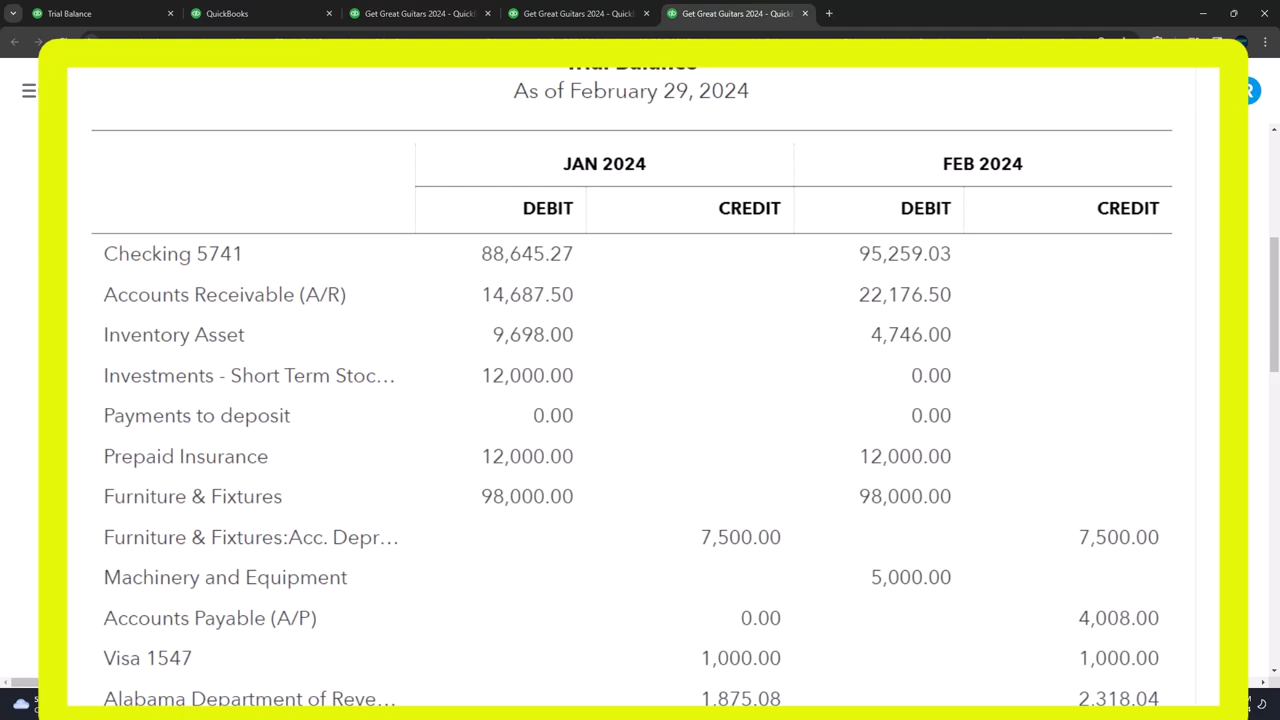 Trial Balance
QuickBooks
Get Great Guitars 2024 - Quick
Get Great Guitars 2024 - Quick
Get Great Guitars 2024 - Quick
Trial Balance
As of February 29, 2024
JAN 2024 FEB 2024
DEBIT CREDIT DEBIT CREDIT
Checking 5741 88,645.27 95,259.03
Accounts Receivable (A/R) 14,687.50 22,176.50
Inventory Asset 9,698.00 4,746.00
Investments - Short Term Stoc... 12,000.00 0.00
Payments to deposit 0.00 0.00
Prepaid Insurance 12,000.00 12,000.00
Furniture & Fixtures 98,000.00 98,000.00
Furniture & Fixtures:Acc. Depr... 7,500.00 7,500.00
Machinery and Equipment 5,000.00
Accounts Payable (A/P) 0.00 4,008.00
Visa 1547 1,000.00 1,000.00
Alabama Department of Reve... 1,875.08 2,318.04